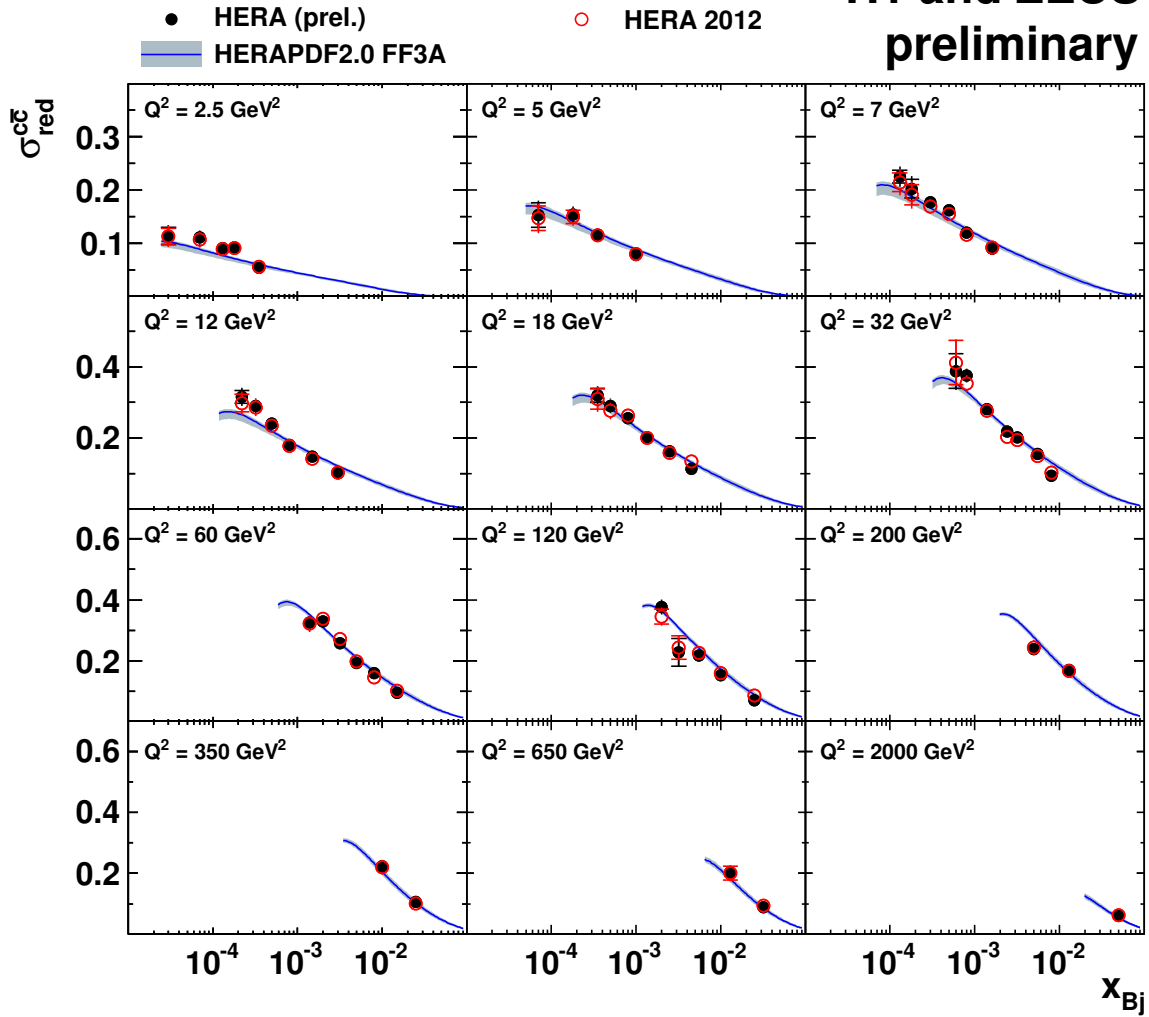 HERA (prel.)
HERA 2012
HERAPDF2.0 FF3A
preliminary
σ_red^cc̅
Q² = 2.5 GeV²
Q² = 5 GeV²
Q² = 7 GeV²
0.3
0.2
0.1
Q² = 12 GeV²
Q² = 18 GeV²
Q² = 32 GeV²
0.4
0.2
Q² = 60 GeV²
Q² = 120 GeV²
Q² = 200 GeV²
0.6
0.4
0.2
Q² = 350 GeV²
Q² = 650 GeV²
Q² = 2000 GeV²
0.6
0.4
0.2
10⁻⁴ 10⁻³ 10⁻² 10⁻⁴ 10⁻³ 10⁻² 10⁻⁴ 10⁻³ 10⁻²
x_Bj